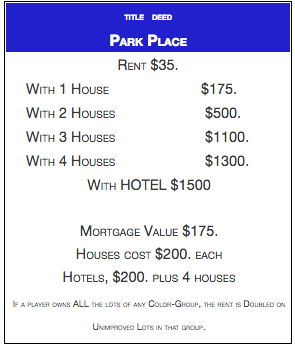 TITLE DEED
PARK PLACE
RENT $35.
WITH 1 HOUSE $175.
WITH 2 HOUSES $500.
WITH 3 HOUSES $1100.
WITH 4 HOUSES $1300.
WITH HOTEL $1500
MORTGAGE VALUE $175.
HOUSES COST $200. EACH
HOTELS, $200. PLUS 4 HOUSES
IF A PLAYER OWNS ALL THE LOTS OF ANY COLOR-GROUP, THE RENT IS DOUBLED ON
UNIMPROVED LOTS IN THAT GROUP.